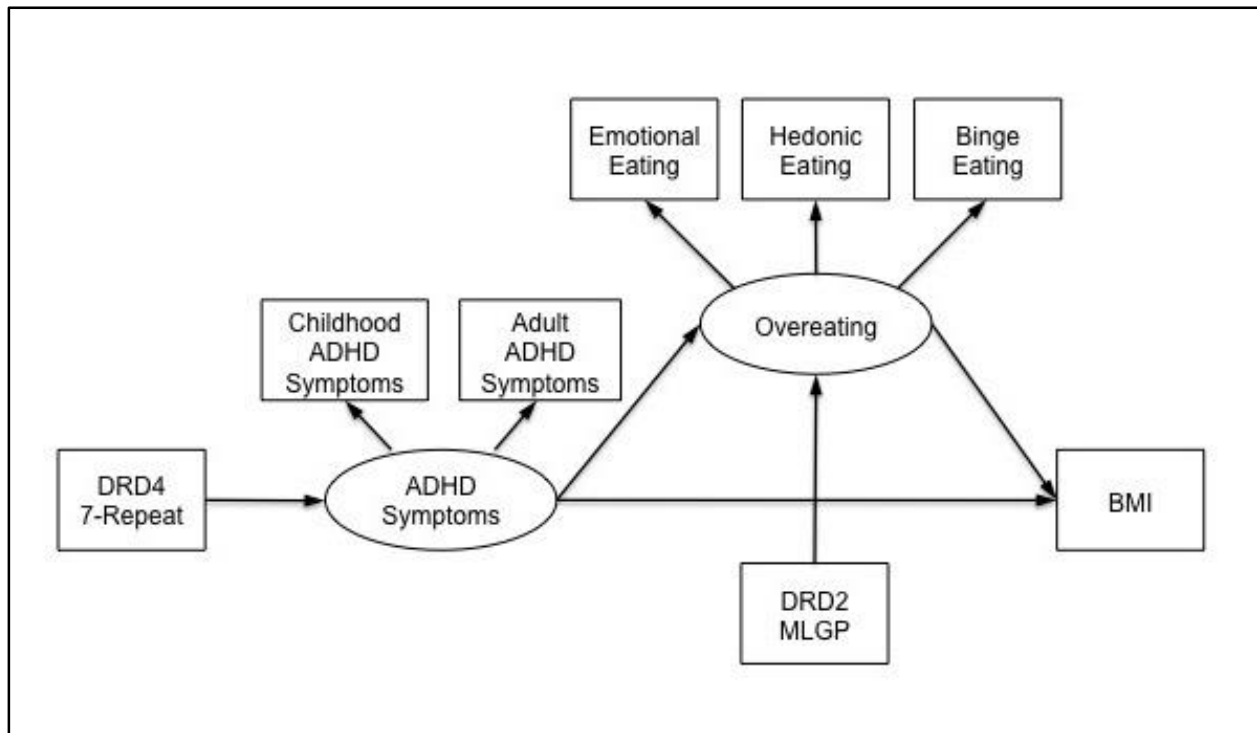 Emotional
Eating
Hedonic
Eating
Binge
Eating
Overeating
Childhood
ADHD
Symptoms
Adult
ADHD
Symptoms
DRD4
7-Repeat
ADHD
Symptoms
BMI
DRD2
MLGP